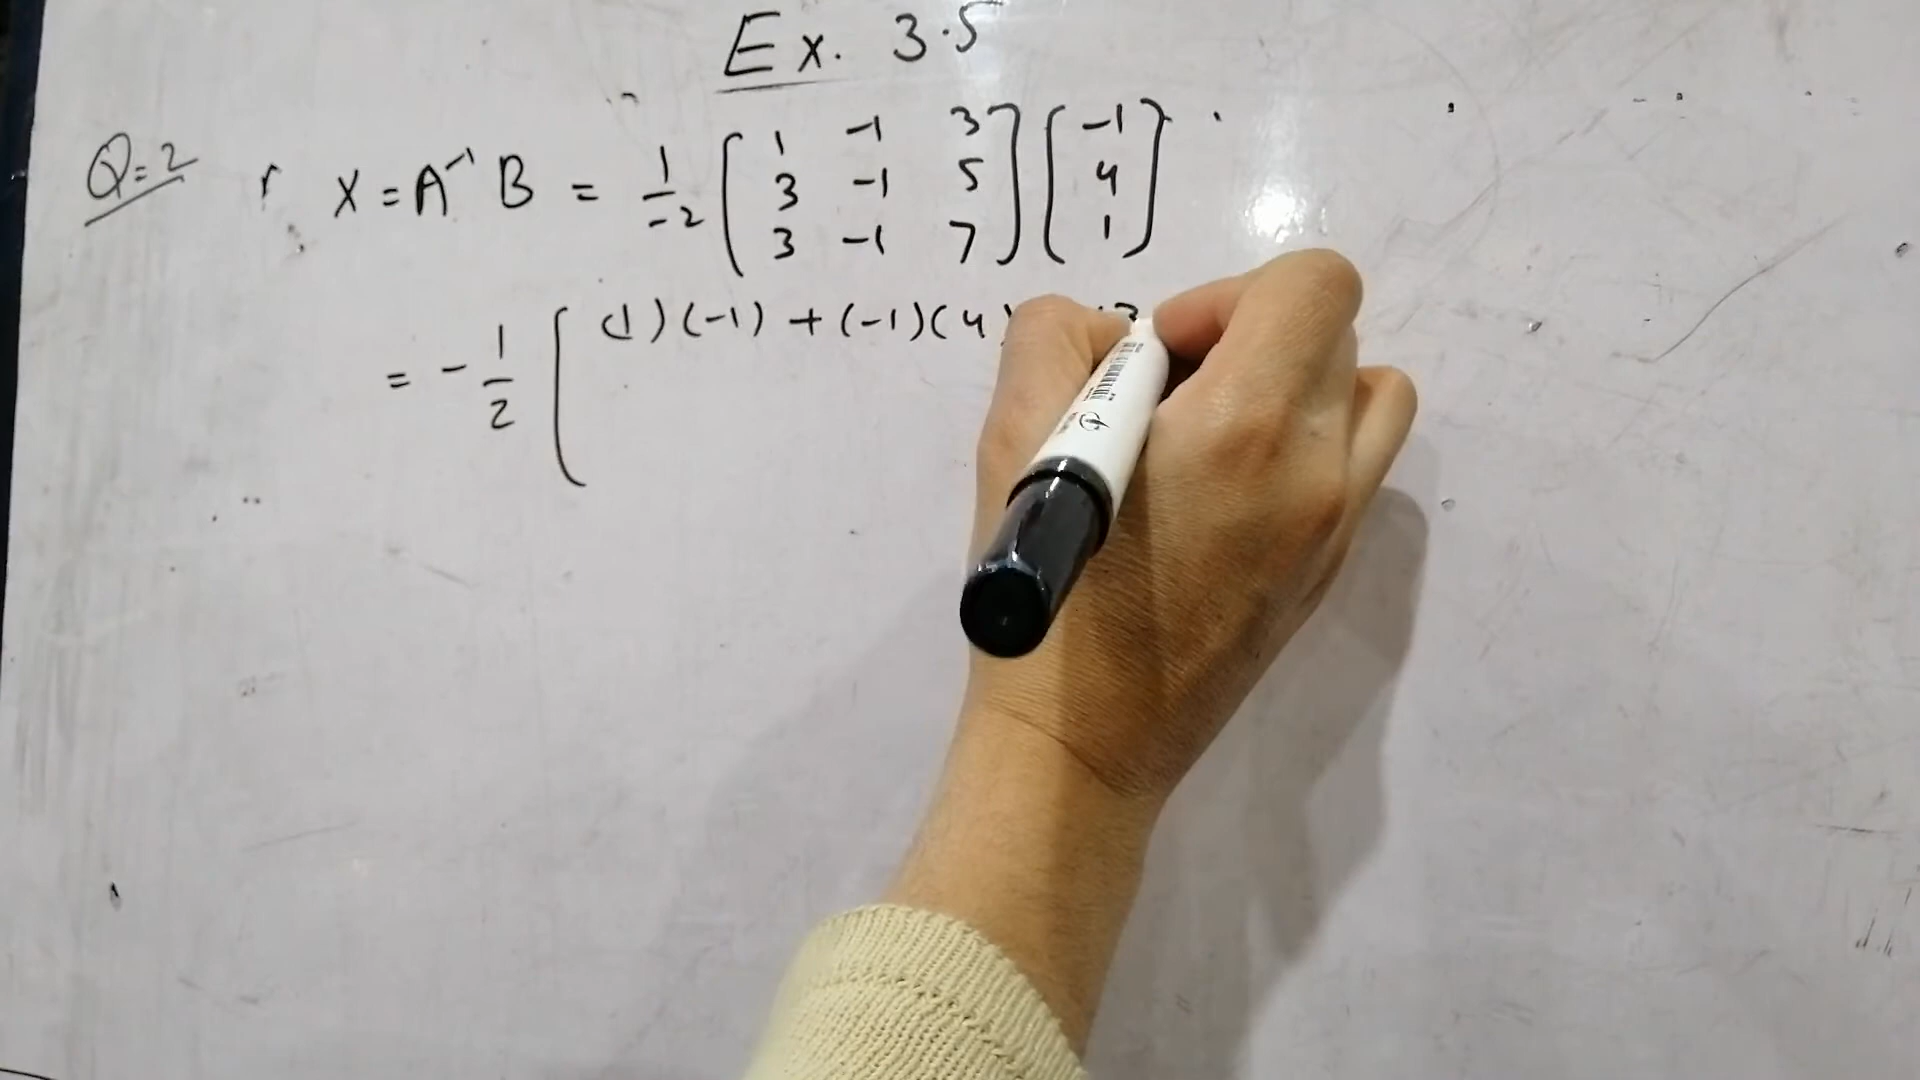 Ex. 3.5
Q=2 X = A⁻¹ B = 1/-2 [1 -1 3; 3 -1 5; 3 -1 7] [-1; 4; 1]
= - 1/2 [ (1)(-1) + (-1)(4)